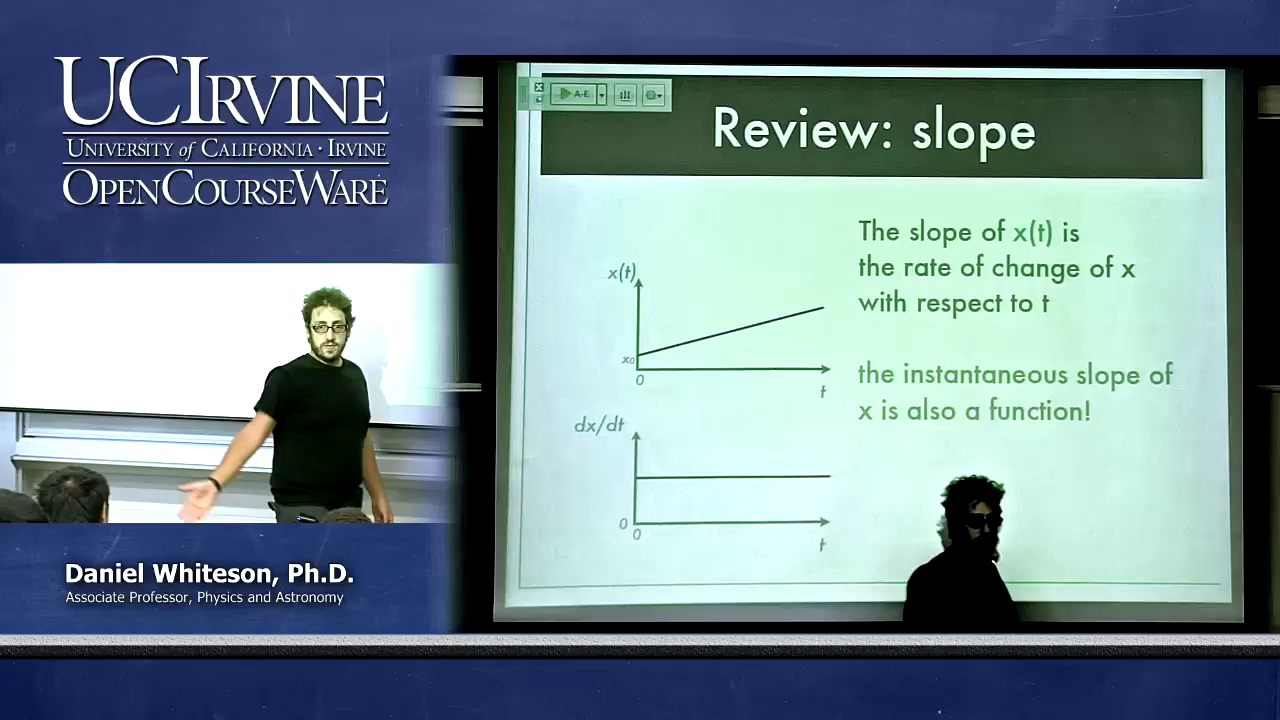 UCIRVINE
UNIVERSITY of CALIFORNIA · IRVINE
OPENCOURSEWARE
Daniel Whiteson, Ph.D.
Associate Professor, Physics and Astronomy
A-E
Review: slope
The slope of x(t) is
the rate of change of x
with respect to t
the instantaneous slope of
x is also a function!
x(t)
x0
0
t
dx/dt
0
0
t